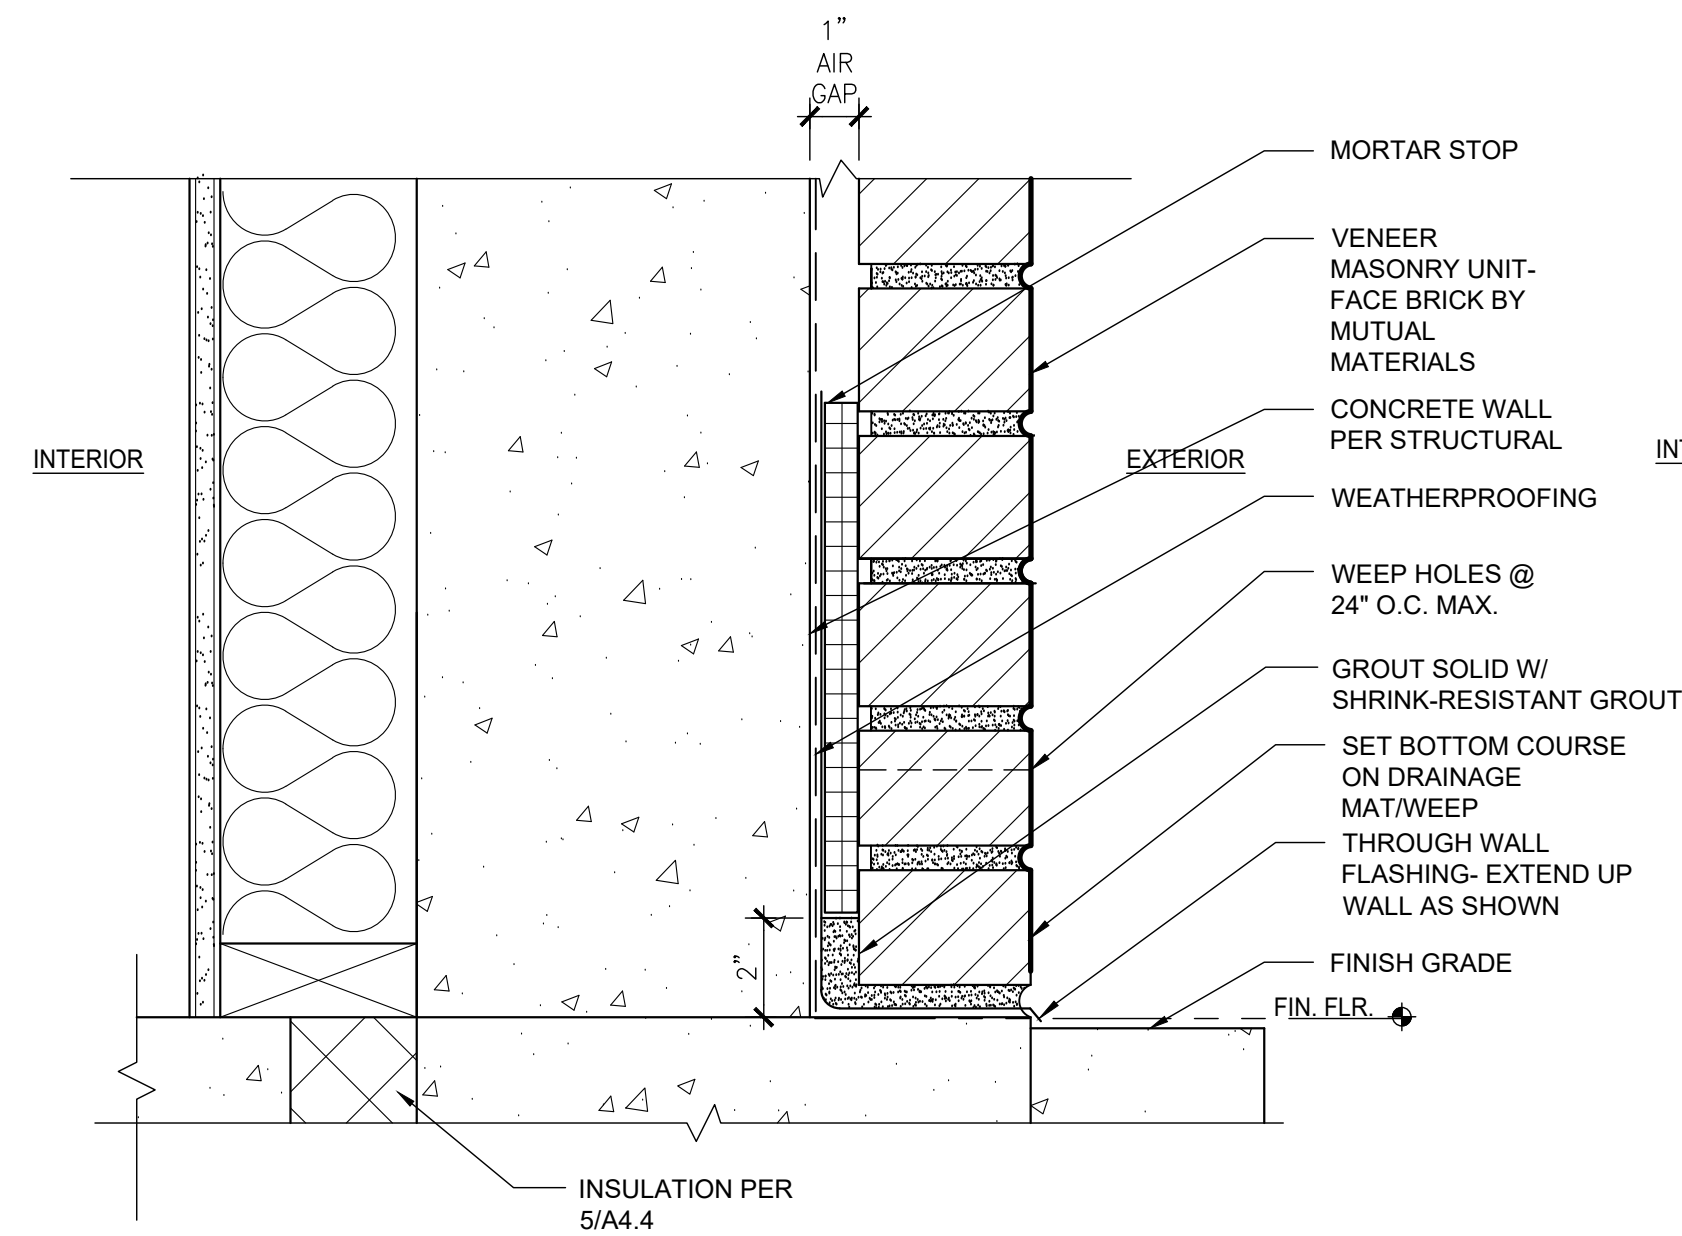 1"
AIR
GAP
MORTAR STOP
VENEER
MASONRY UNIT-
FACE BRICK BY
MUTUAL
MATERIALS
CONCRETE WALL
PER STRUCTURAL
INTERIOR
EXTERIOR
INT
WEATHERPROOFING
WEEP HOLES @
24" O.C. MAX.
GROUT SOLID W/
SHRINK-RESISTANT GROUT
SET BOTTOM COURSE
ON DRAINAGE
MAT/WEEP
THROUGH WALL
FLASHING- EXTEND UP
WALL AS SHOWN
2"
FINISH GRADE
FIN. FLR.
INSULATION PER
5/A4.4